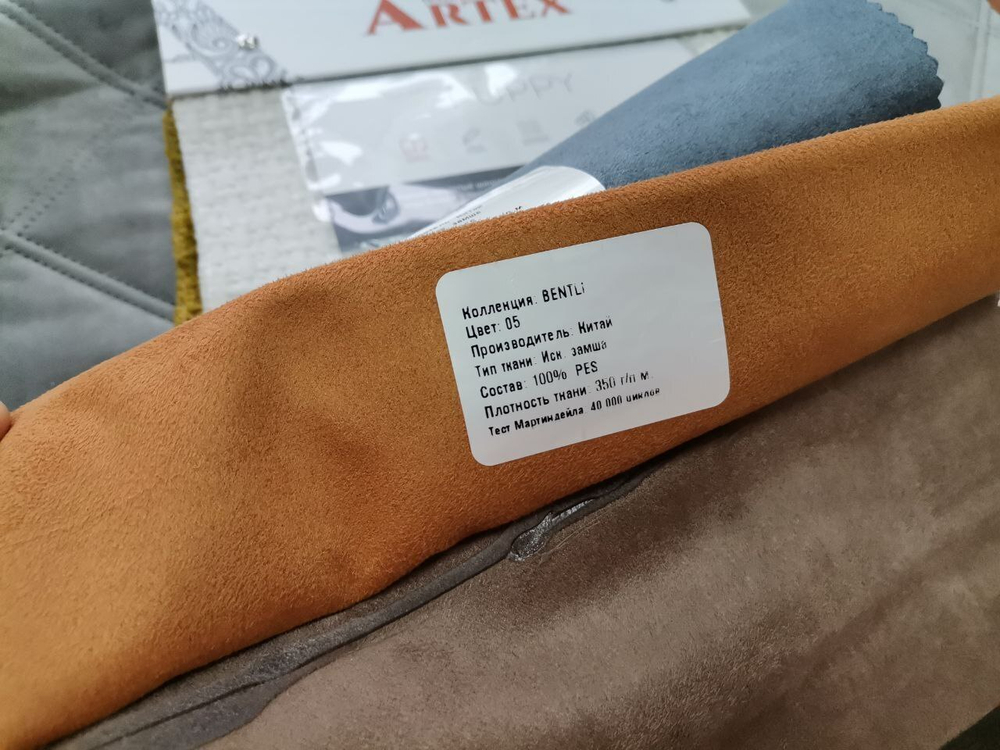 ARTEX
Коллекция: BENTLi
Цвет: 05
Производитель: Китай
Тип ткани: Иск. замша
Состав: 100% PES
Плотность ткани: 350 г/п м.
Тест Мартиндейла: 40 000 циклов